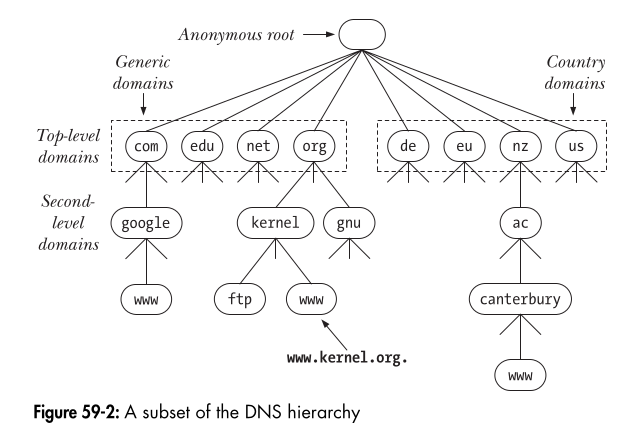 Anonymous root
Generic
domains
Country
domains
Top-level
domains
com edu net org de eu nz us
Second-
level
domains
google kernel gnu ac
www ftp www canterbury
www.kernel.org.
www
Figure 59-2: A subset of the DNS hierarchy